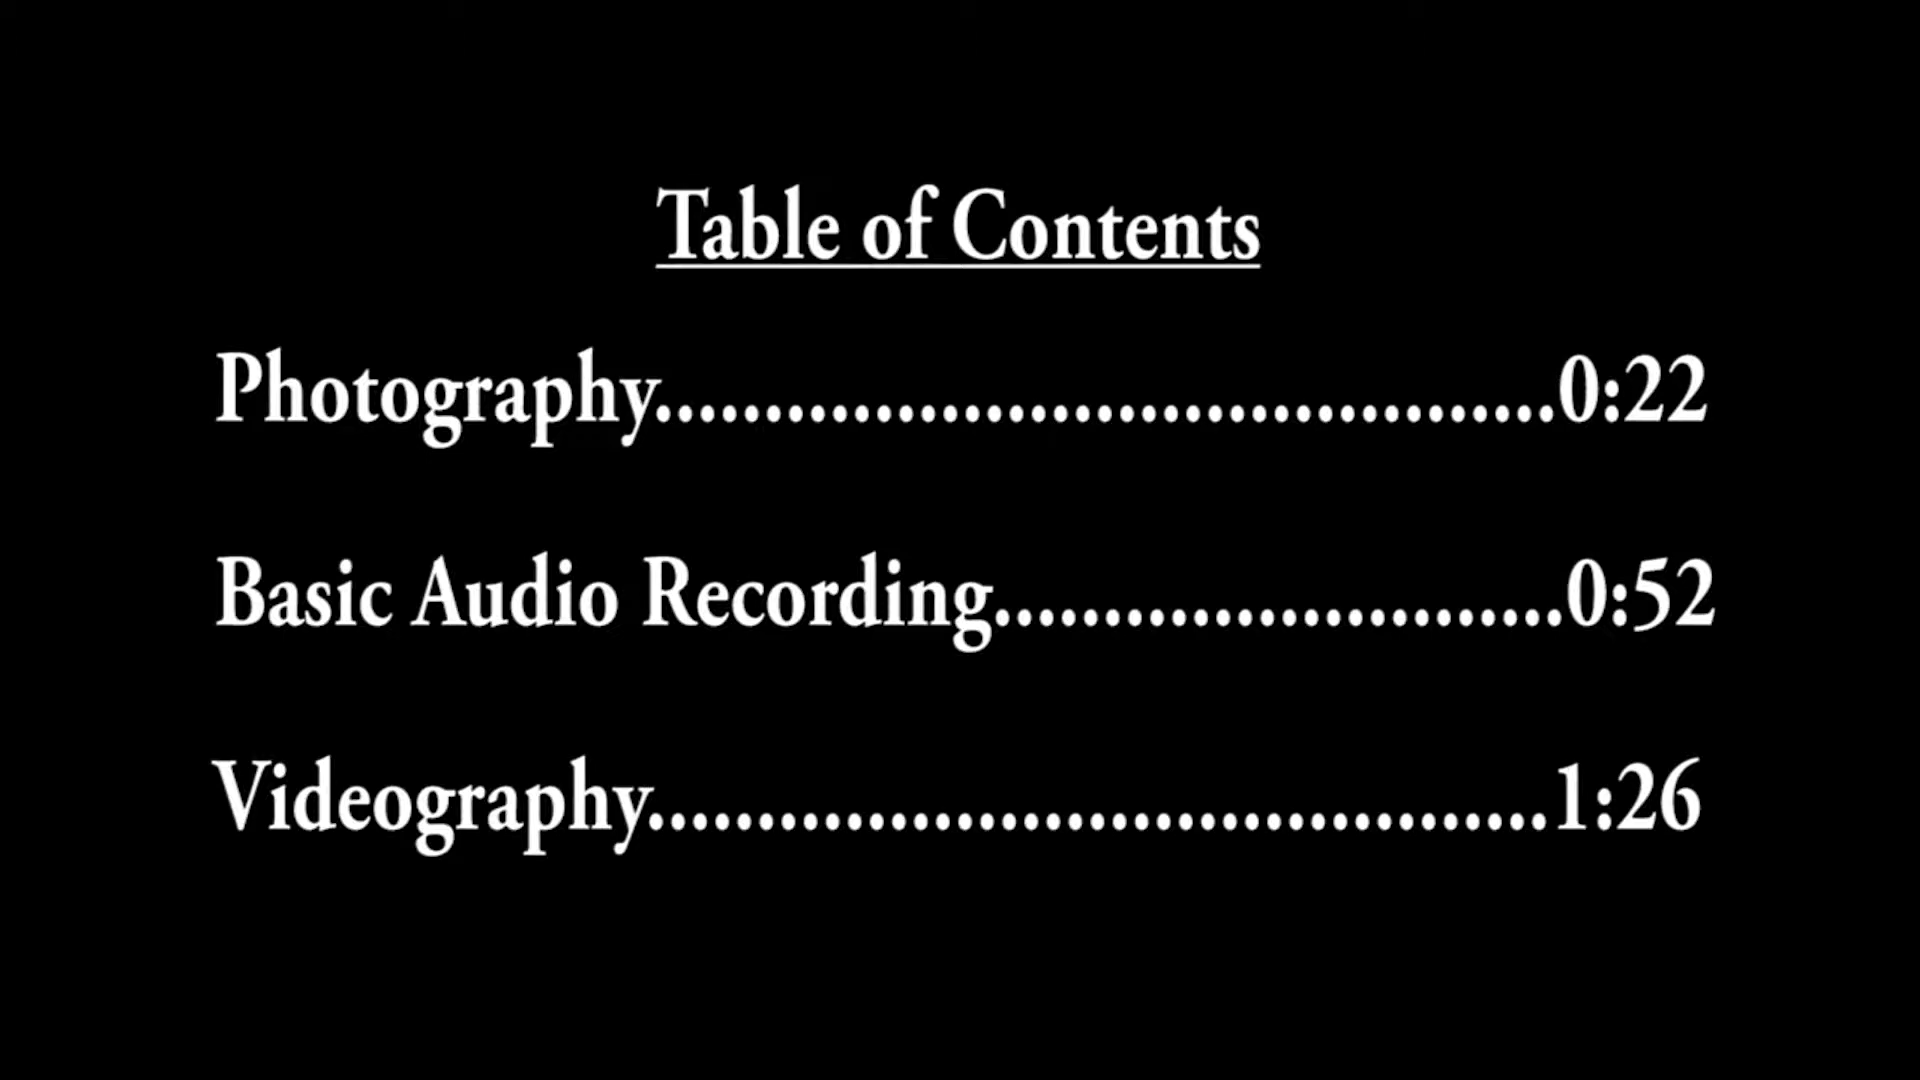 Table of Contents
Photography.........................................0:22
Basic Audio Recording..........................0:52
Videography.........................................1:26